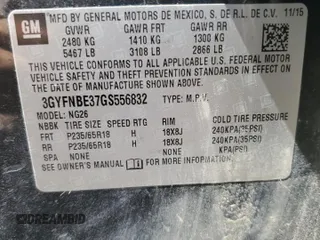 GM
MFD BY GENERAL MOTORS DE MEXICO, S. DE R.L. DE C.V. 11/15
GVWR GAWR FRT GAWR RR
2480 KG 1410 KG 1300 KG
5467 LB 3108 LB 2866 LB
THIS VEHICLE CONFORMS TO ALL APPLICABLE U.S. FEDERAL
MOTOR VEHICLE SAFETY, BUMPER, AND THEFT PREVENTION
STANDARDS IN EFFECT ON THE DATE OF MANUFACTURE SHOWN ABOVE.
3GYFNBE37GS556832 TYPE: M.P.V.
MODEL: NG26
NBBK TIRE SIZE SPEED RTG RIM COLD TIRE PRESSURE
FRT P235/65R18 H 18X8J 240KPA(35PSI)
RR P235/65R18 H 18X8J 240KPA(35PSI)
SEE OWNER'S MANUAL FOR MORE INFORMATION. KPA(PSI)
DREAMBID